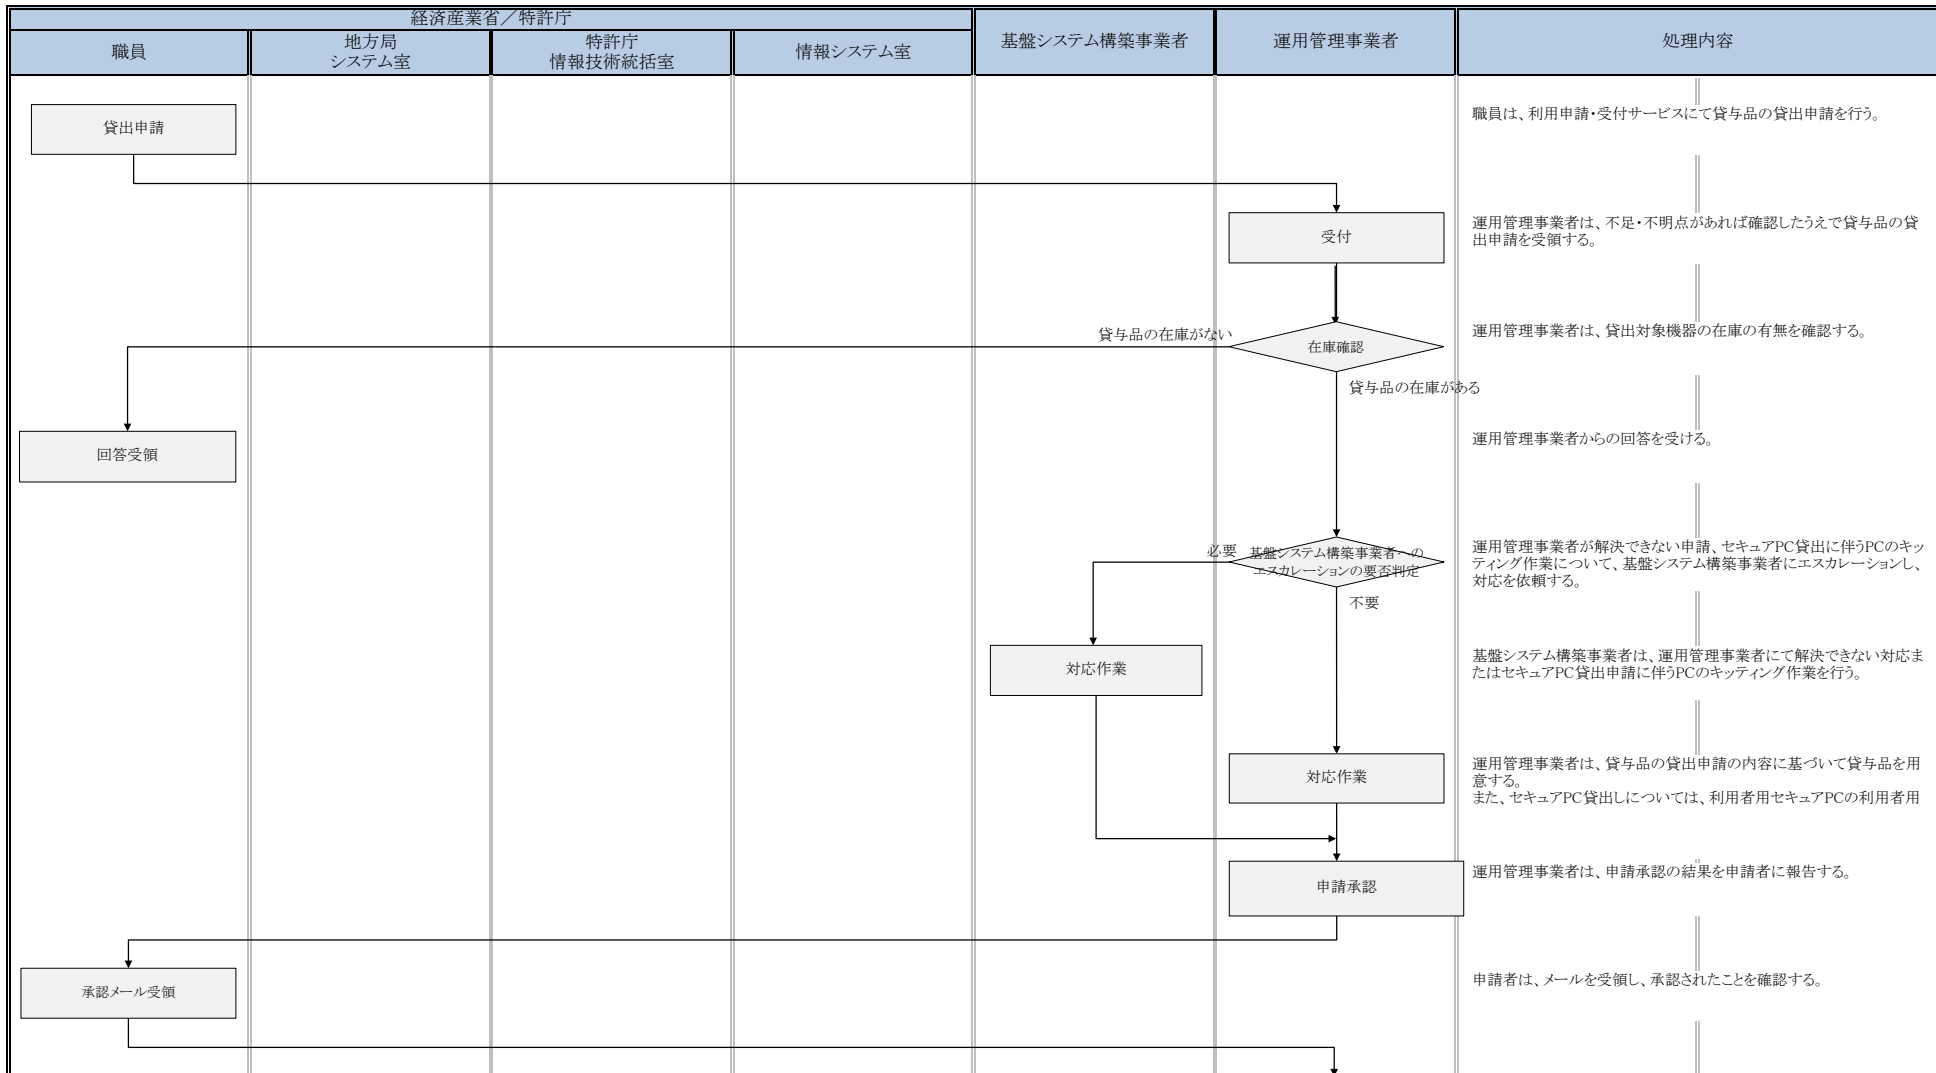 経済産業省／特許庁
職員
地方局
システム室
特許庁
情報技術統括室
情報システム室
基盤システム構築事業者
運用管理事業者
処理内容
貸出申請
職員は、利用申請・受付サービスにて貸与品の貸出申請を行う。
受付
運用管理事業者は、不足・不明点があれば確認したうえで貸与品の貸
出申請を受領する。
貸与品の在庫がない
在庫確認
運用管理事業者は、貸出対象機器の在庫の有無を確認する。
貸与品の在庫がある
回答受領
運用管理事業者からの回答を受ける。
必要
基盤システム構築事業者への
エスカレーションの要否判定
運用管理事業者が解決できない申請、セキュアPC貸出に伴うPCのキッ
ティング作業について、基盤システム構築事業者にエスカレーションし、
対応を依頼する。
不要
対応作業
基盤システム構築事業者は、運用管理事業者にて解決できない対応ま
たはセキュアPC貸出申請に伴うPCのキッティング作業を行う。
対応作業
運用管理事業者は、貸与品の貸出申請の内容に基づいて貸与品を用
意する。
また、セキュアPC貸出しについては、利用者用セキュアPCの利用者用
申請承認
運用管理事業者は、申請承認の結果を申請者に報告する。
承認メール受領
申請者は、メールを受領し、承認されたことを確認する。